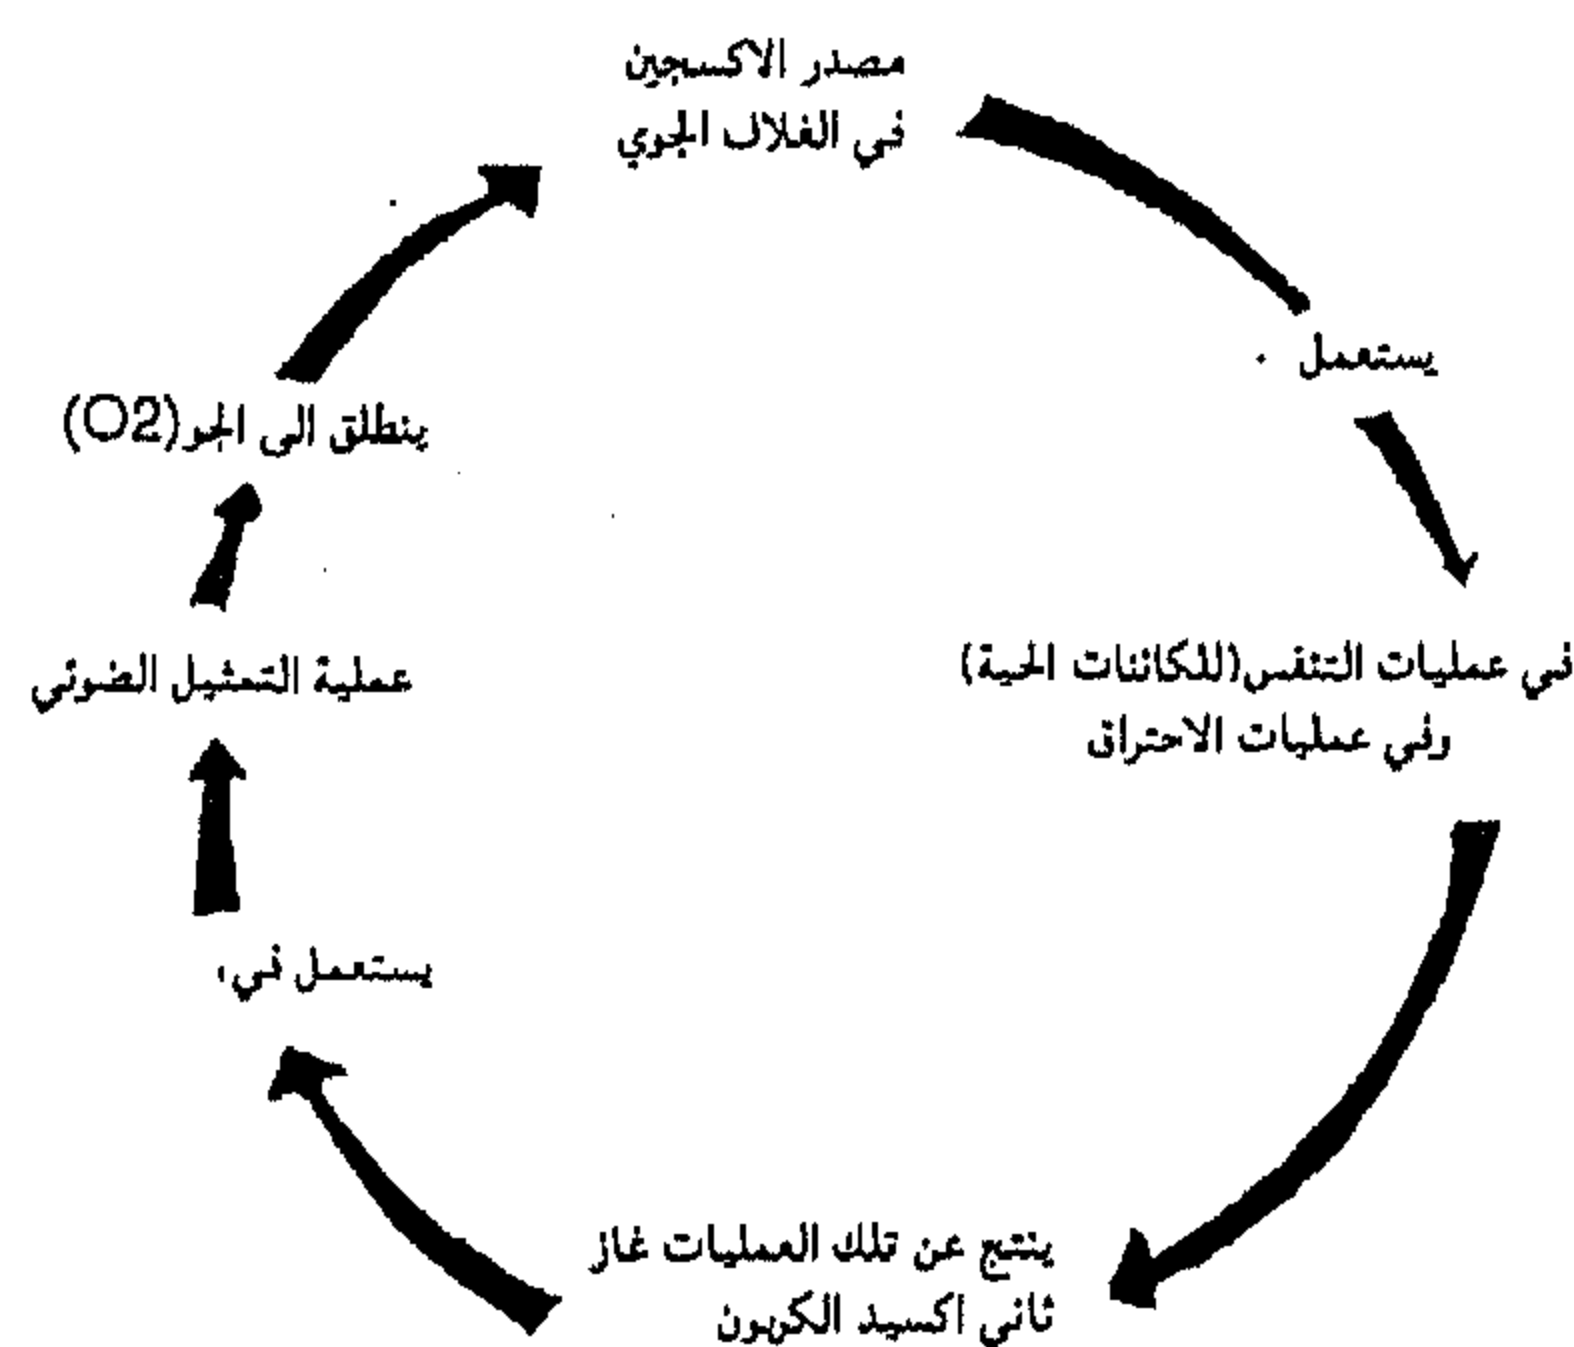 مصدر الاكسجين
في الغلاف الجوي
يستعمل
في عمليات التنفس(للكائنات الحية)
وفي عمليات الاحتراق
ينتج عن تلك العمليات غاز
ثاني اكسيد الكربون
يستعمل في
عملية التمثيل الضوئي
ينطلق الى الجو(O2)